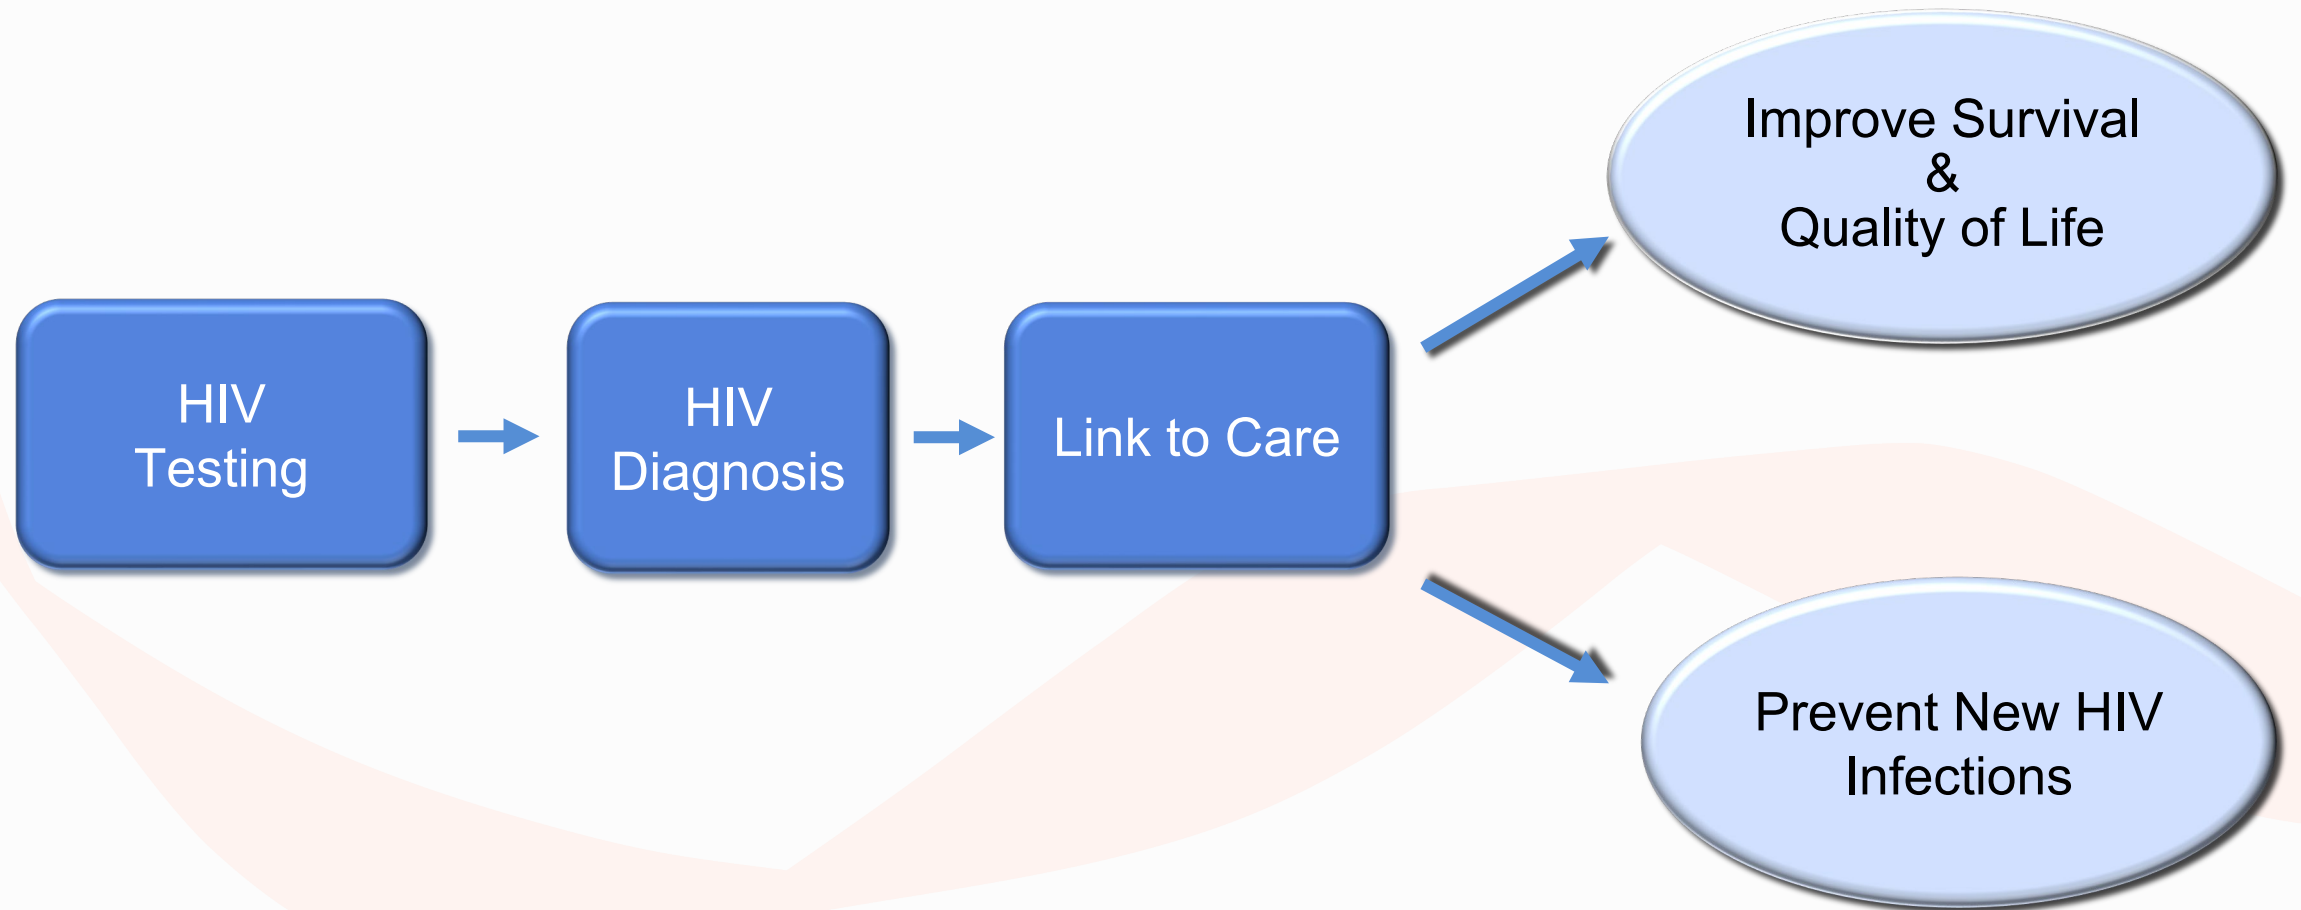 HIV
Testing
HIV
Diagnosis
Link to Care
Improve Survival
&
Quality of Life
Prevent New HIV
Infections